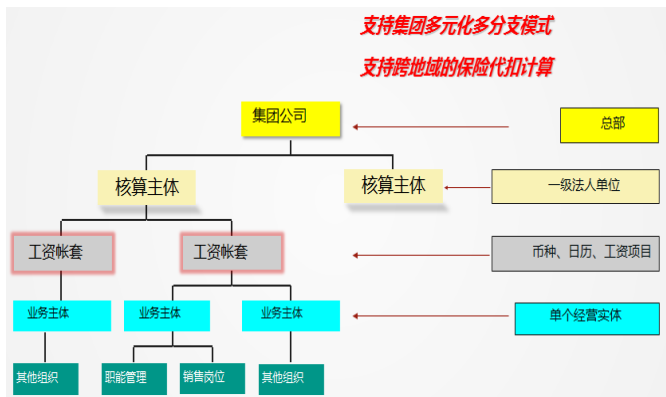 支持集团多元化多分支模式
支持跨地域的保险代扣计算
集团公司
总部
核算主体
核算主体
一级法人单位
工资帐套
工资帐套
币种、日历、工资项目
业务主体
业务主体
业务主体
单个经营实体
其他组织
职能管理
销售岗位
其他组织